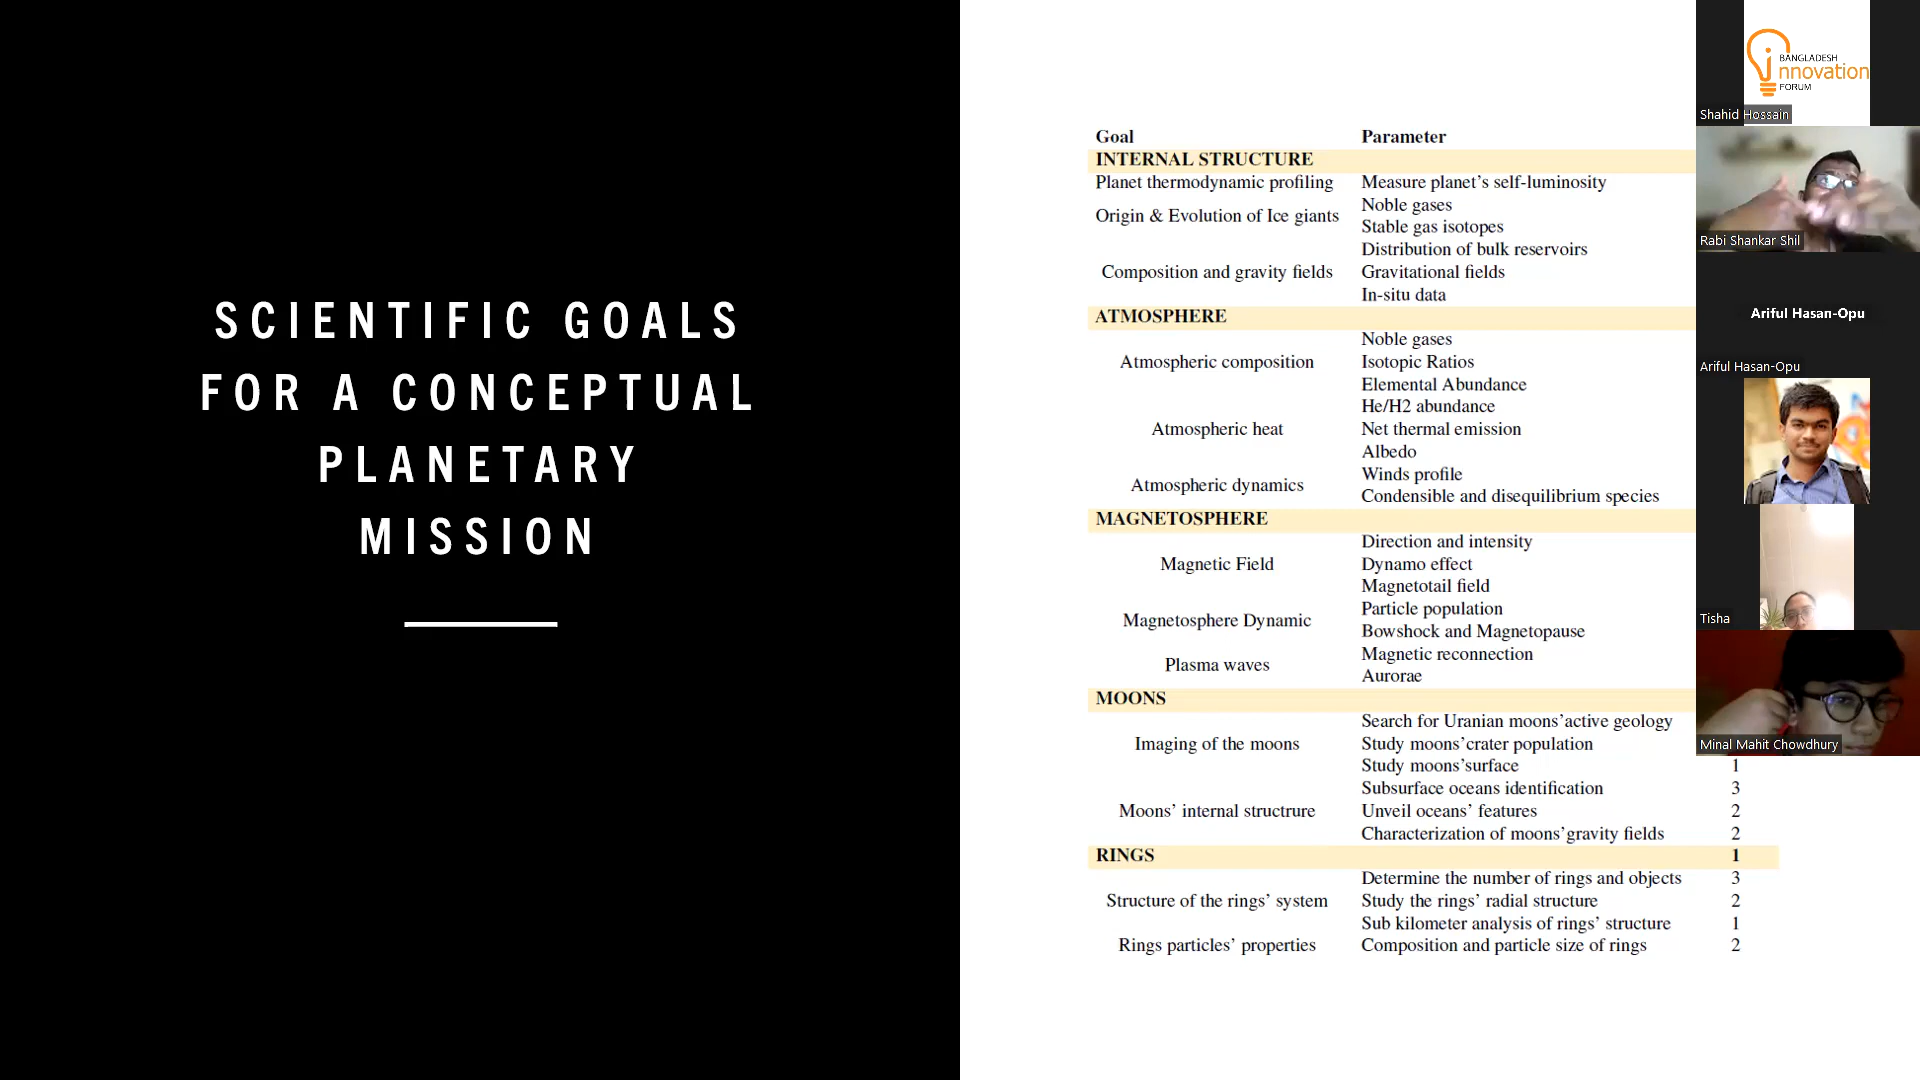 SCIENTIFIC GOALS
FOR A CONCEPTUAL
PLANETARY
MISSION
Goal Parameter
INTERNAL STRUCTURE
Planet thermodynamic profiling Measure planet's self-luminosity
Origin & Evolution of Ice giants Noble gases
Stable gas isotopes
Distribution of bulk reservoirs
Composition and gravity fields Gravitational fields
In-situ data
ATMOSPHERE
Noble gases
Atmospheric composition Isotopic Ratios
Elemental Abundance
He/H2 abundance
Atmospheric heat Net thermal emission
Albedo
Atmospheric dynamics Winds profile
Condensible and disequilibrium species
MAGNETOSPHERE
Direction and intensity
Magnetic Field Dynamo effect
Magnetotail field
Magnetosphere Dynamic Particle population
Bowshock and Magnetopause
Plasma waves Magnetic reconnection
Aurorae
MOONS
Search for Uranian moons'active geology
Imaging of the moons Study moons'crater population
Study moons'surface 1
Subsurface oceans identification 3
Moons' internal structrure Unveil oceans' features 2
Characterization of moons'gravity fields 2
RINGS 1
Determine the number of rings and objects 3
Structure of the rings' system Study the rings' radial structure 2
Sub kilometer analysis of rings' structure 1
Rings particles' properties Composition and particle size of rings 2
BANGLADESH
innovation
FORUM
Shahid Hossain
Rabi Shankar Shil
Ariful Hasan-Opu
Ariful Hasan-Opu
Tisha
Minal Mahit Chowdhury